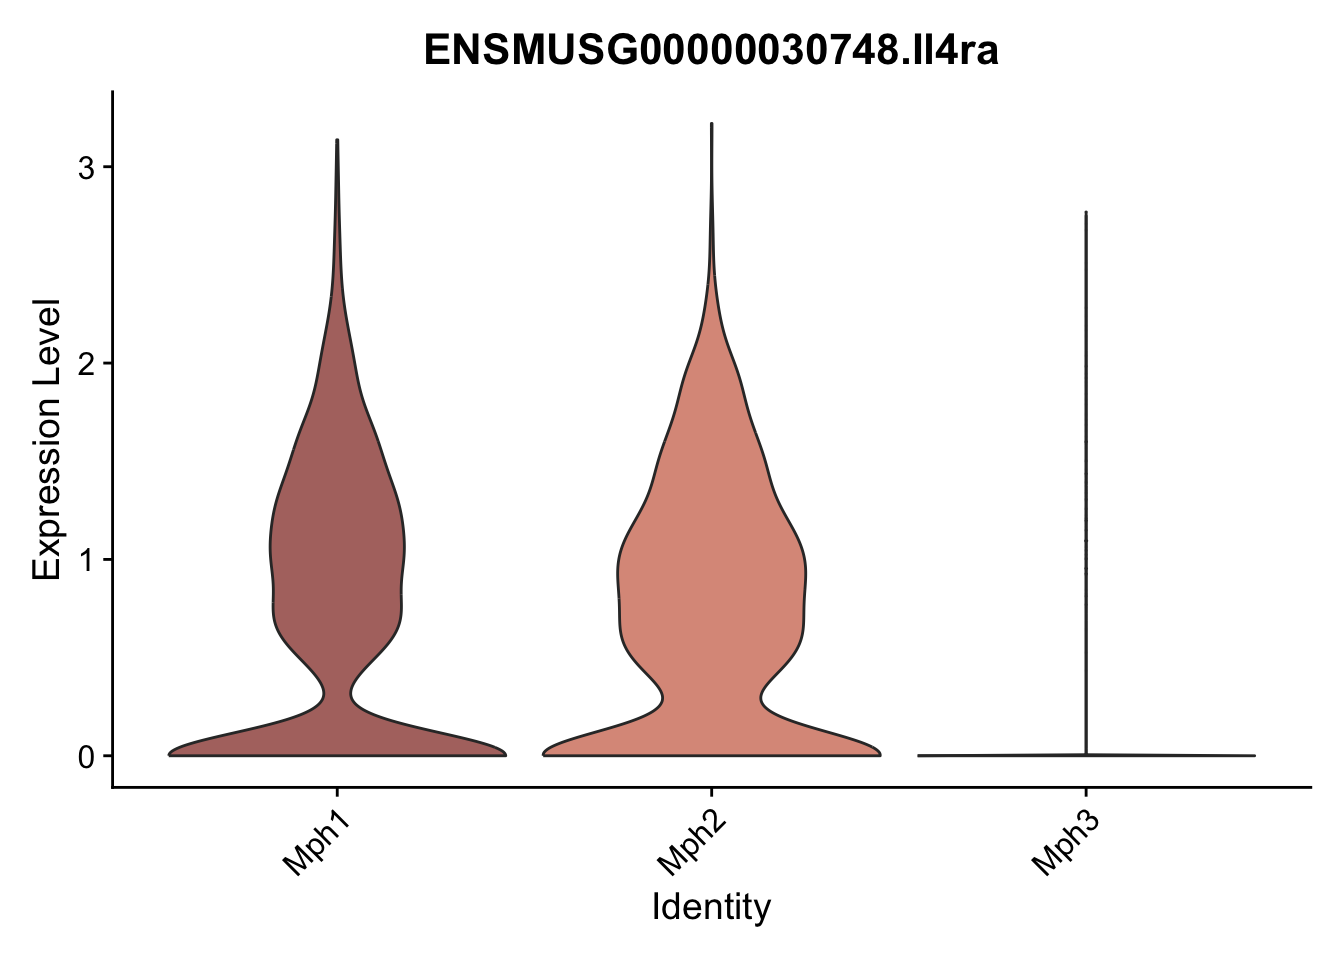 ENSMUSG00000030748.Il4ra
Expression Level
3
2
1
0
Mph1
Mph2
Mph3
Identity